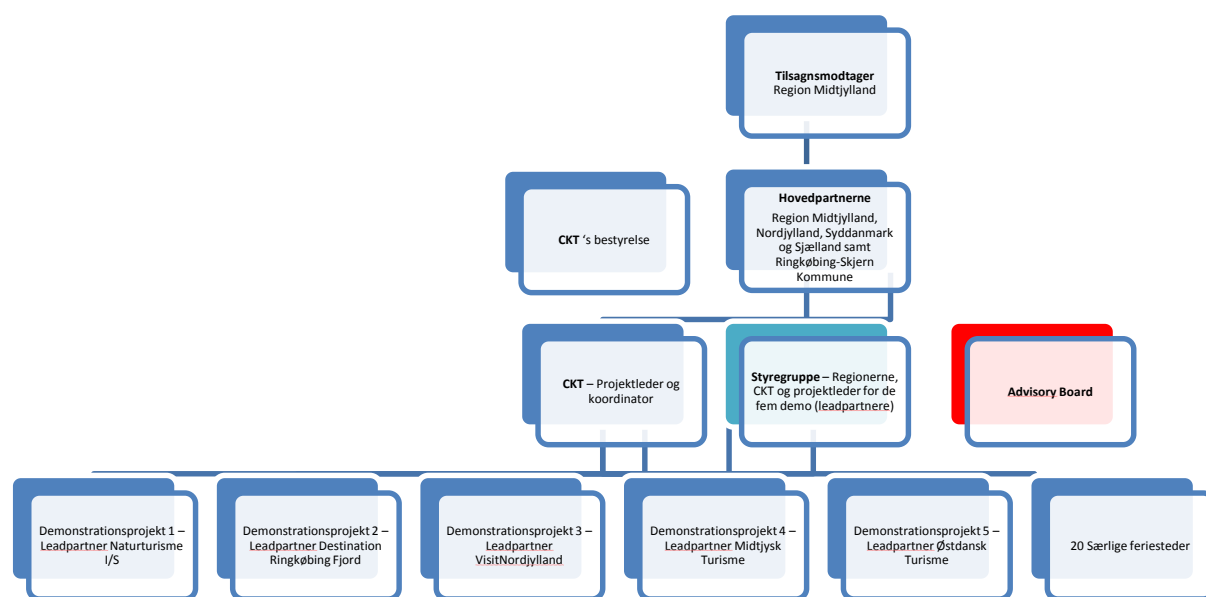 Tilsagnsmodtager
Region Midtjylland
CKT 's bestyrelse
Hovedpartnerne
Region Midtjylland,
Nordjylland, Syddanmark
og Sjælland samt
Ringkøbing-Skjern
Kommune
CKT – Projektleder og
koordinator
Styregruppe – Regionerne,
CKT og projektleder for de
fem demo (leadpartnere)
Advisory Board
Demonstrationsprojekt 1 –
Leadpartner Naturturisme
I/S
Demonstrationsprojekt 2 –
Leadpartner Destination
Ringkøbing Fjord
Demonstrationsprojekt 3 –
Leadpartner
VisitNordjylland
Demonstrationsprojekt 4 –
Leadpartner Midtjysk
Turisme
Demonstrationsprojekt 5 –
Leadpartner Østdansk
Turisme
20 Særlige feriesteder